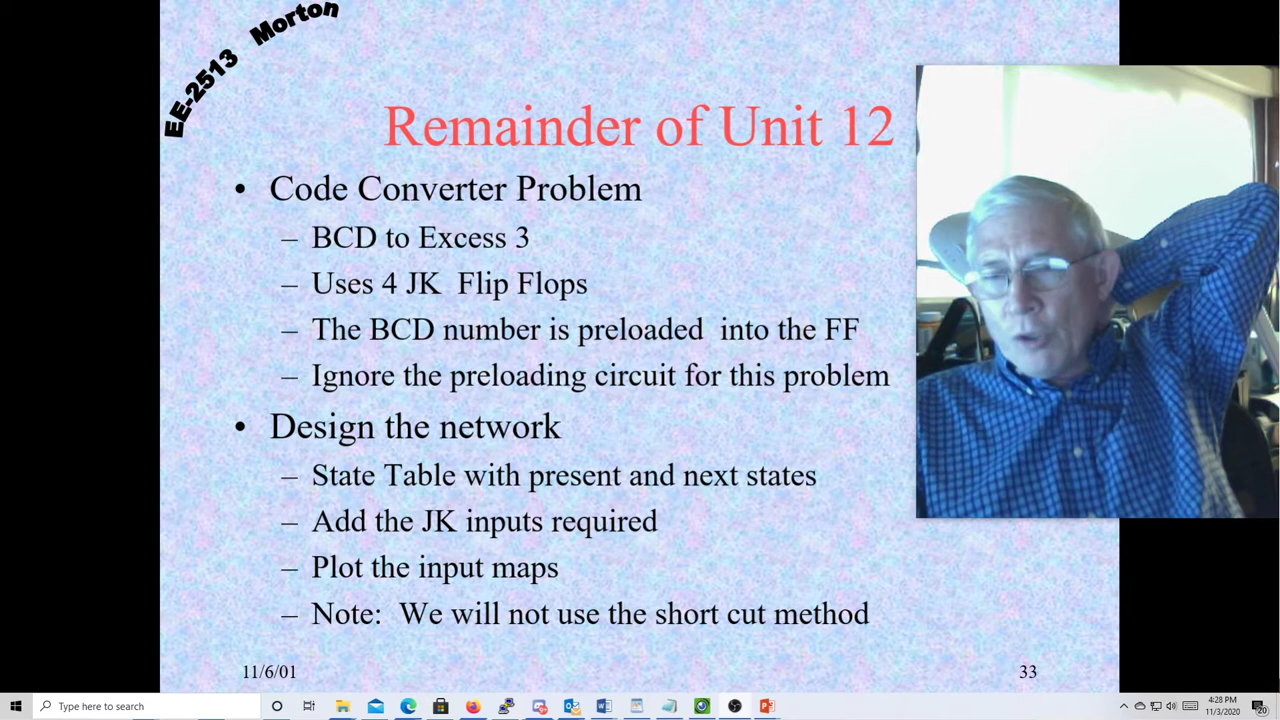 EE-2513 Morton
Remainder of Unit 12
• Code Converter Problem
– BCD to Excess 3
– Uses 4 JK Flip Flops
– The BCD number is preloaded into the FF
– Ignore the preloading circuit for this problem
• Design the network
– State Table with present and next states
– Add the JK inputs required
– Plot the input maps
– Note: We will not use the short cut method
11/6/01
33
Type here to search
4:28 PM
11/3/2020
20